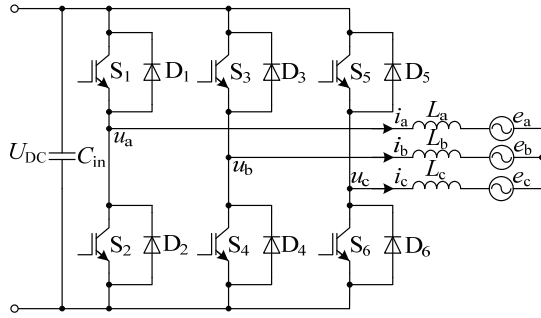 S1 D1 S3 D3 S5 D5
ia La ea
ua
UDC Cin ib Lb eb
ub
uc ic Lc ec
S2 D2 S4 D4 S6 D6